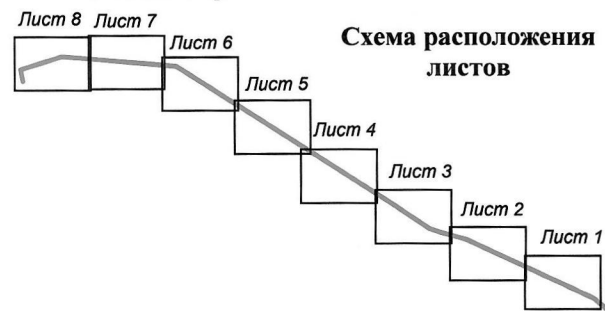 Лист 8 Лист 7
Лист 6
Схема расположения
листов
Лист 5
Лист 4
Лист 3
Лист 2
Лист 1